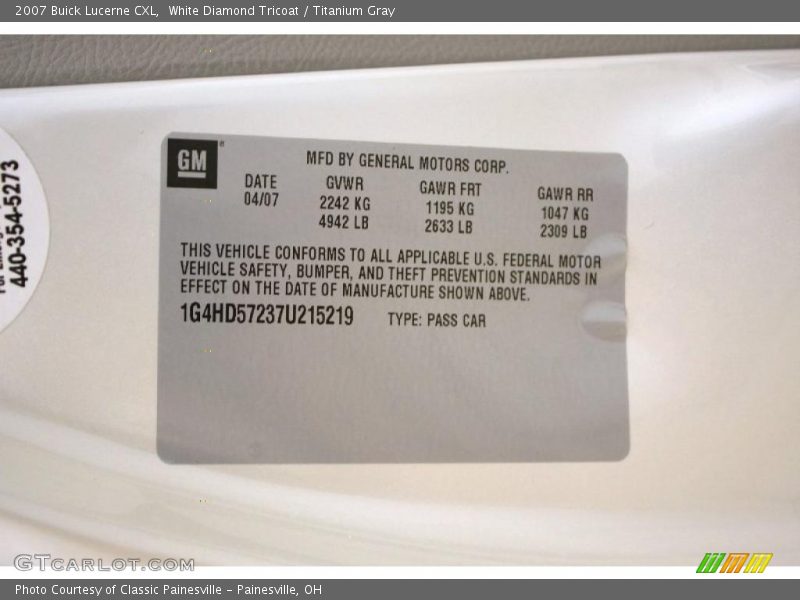 2007 Buick Lucerne CXL, White Diamond Tricoat / Titanium Gray
440-354-5273
GM
MFD BY GENERAL MOTORS CORP.
DATE GVWR GAWR FRT GAWR RR
04/07 2242 KG 1195 KG 1047 KG
4942 LB 2633 LB 2309 LB
THIS VEHICLE CONFORMS TO ALL APPLICABLE U.S. FEDERAL MOTOR
VEHICLE SAFETY, BUMPER, AND THEFT PREVENTION STANDARDS IN
EFFECT ON THE DATE OF MANUFACTURE SHOWN ABOVE.
1G4HD57237U215219 TYPE: PASS CAR
GTCARLOT.COM
Photo Courtesy of Classic Painesville - Painesville, OH